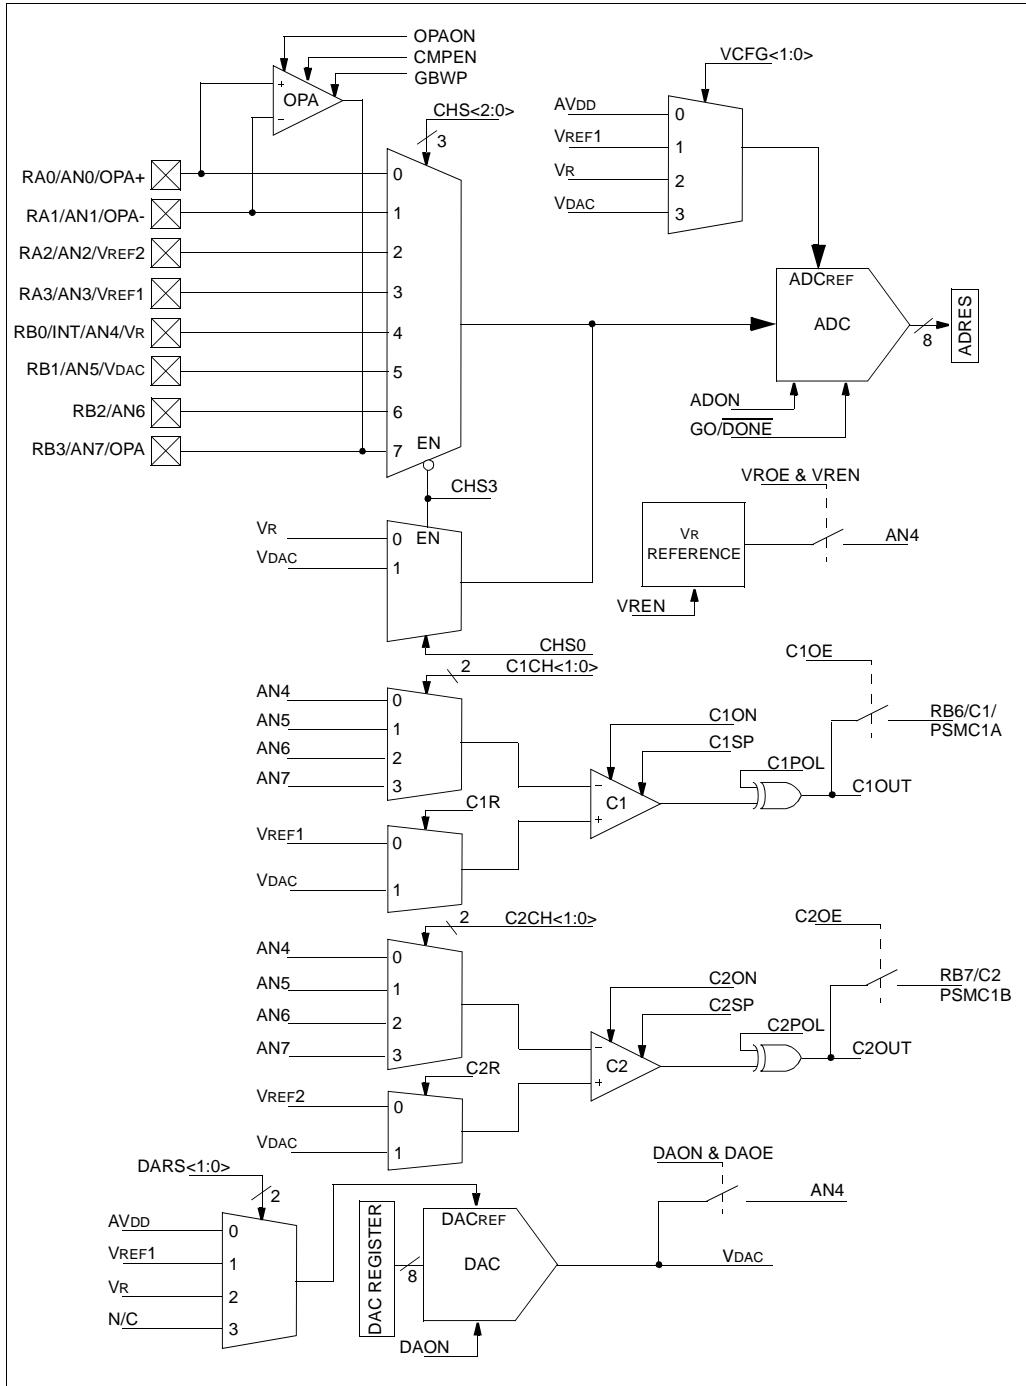 OPAON
CMPEN
GBWP
+
OPA
–
CHS<2:0>
3
VCFG<1:0>
AVDD
0
VREF1
1
VR
2
VDAC
3
RA0/AN0/OPA+
0
RA1/AN1/OPA-
1
RA2/AN2/VREF2
2
RA3/AN3/VREF1
3
RB0/INT/AN4/VR
4
RB1/AN5/VDAC
5
RB2/AN6
6
RB3/AN7/OPA
7
EN
ADCREF
ADC
8
ADRES
ADON
GO/DONE
CHS3
VROE & VREN
VR
0
EN
VDAC
1
VR
REFERENCE
AN4
VREN
CHS0
2
C1CH<1:0>
AN4
0
AN5
1
AN6
2
AN7
3
C1R
VREF1
0
VDAC
1
C1ON
C1SP
–
C1
+
C1POL
C1OUT
C1OE
RB6/C1/
PSMC1A
2
C2CH<1:0>
AN4
0
AN5
1
AN6
2
AN7
3
C2R
VREF2
0
VDAC
1
C2ON
C2SP
–
C2
+
C2POL
C2OUT
C2OE
RB7/C2
PSMC1B
DARS<1:0>
2
AVDD
0
VREF1
1
VR
2
N/C
3
DAC REGISTER
8
DACREF
DAC
DAON
DAON & DAOE
AN4
VDAC